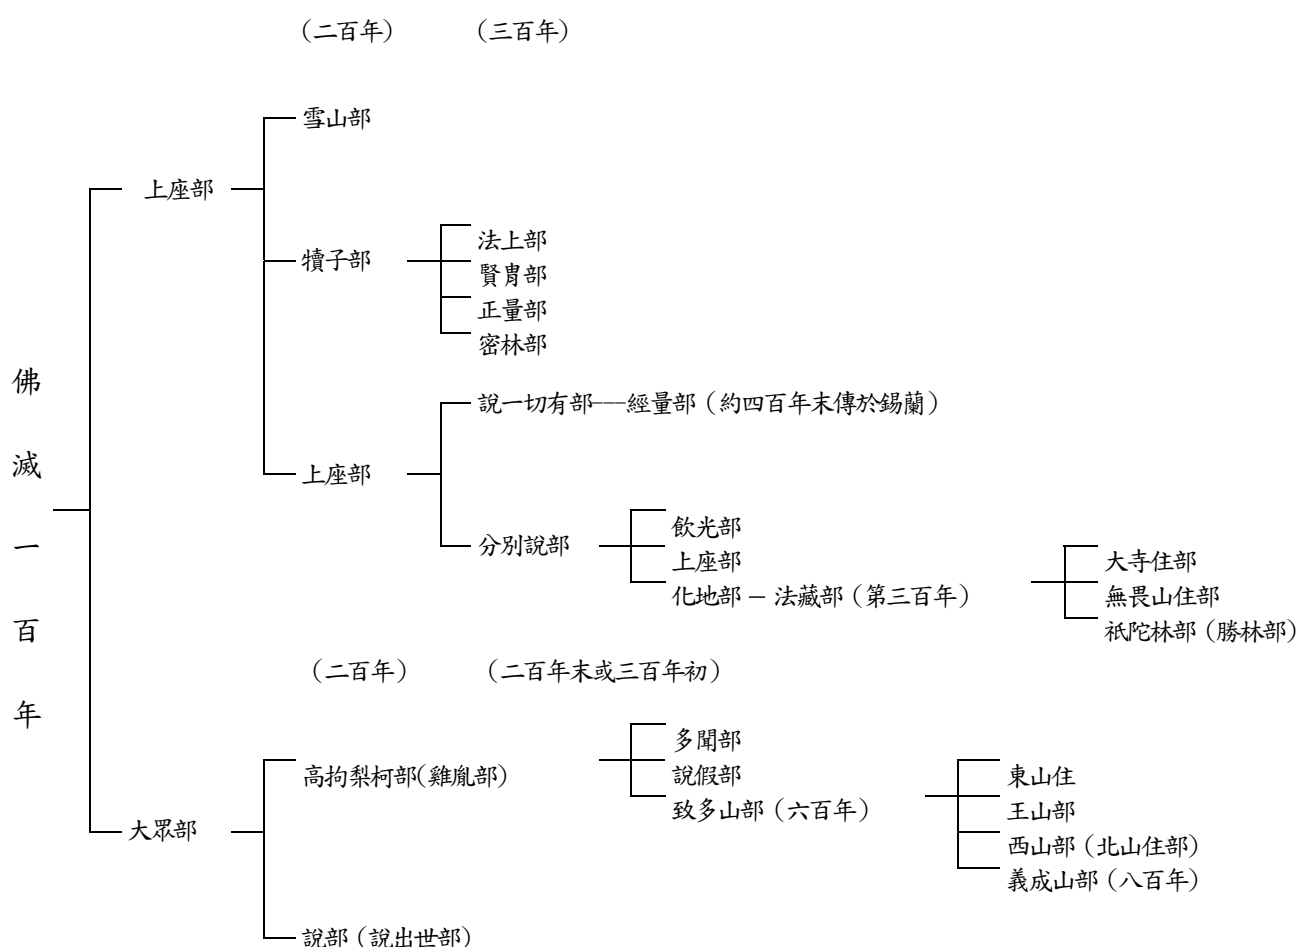 （二百年）　（三百年）
雪山部
上座部
犢子部
法上部
賢胄部
正量部
密林部
說一切有部---經量部（約四百年末傳於錫蘭）
上座部
分別說部
飲光部
上座部
化地部－法藏部（第三百年）
大寺住部
無畏山住部
祇陀林部（勝林部）
佛滅一百年
（二百年）　（二百年末或三百年初）
大眾部
高拘梨柯部(雞胤部）
多聞部
說假部
致多山部（六百年）
東山住
王山部
西山部（北山住部）
義成山部（八百年）
說部（說出世部）